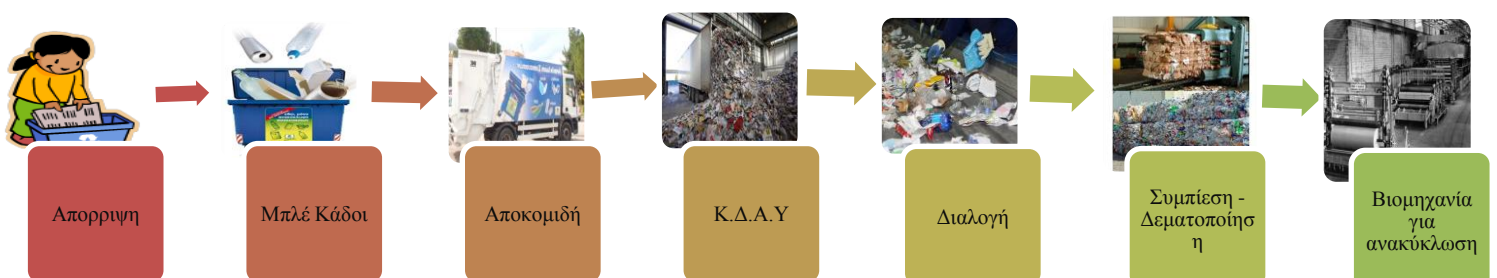 Απορριψη
Μπλέ Κάδοι
Αποκομιδή
Κ.Δ.Α.Υ
Διαλογή
Συμπίεση -
Δεματοποίησ
η
Βιομηχανία
για
ανακύκλωση